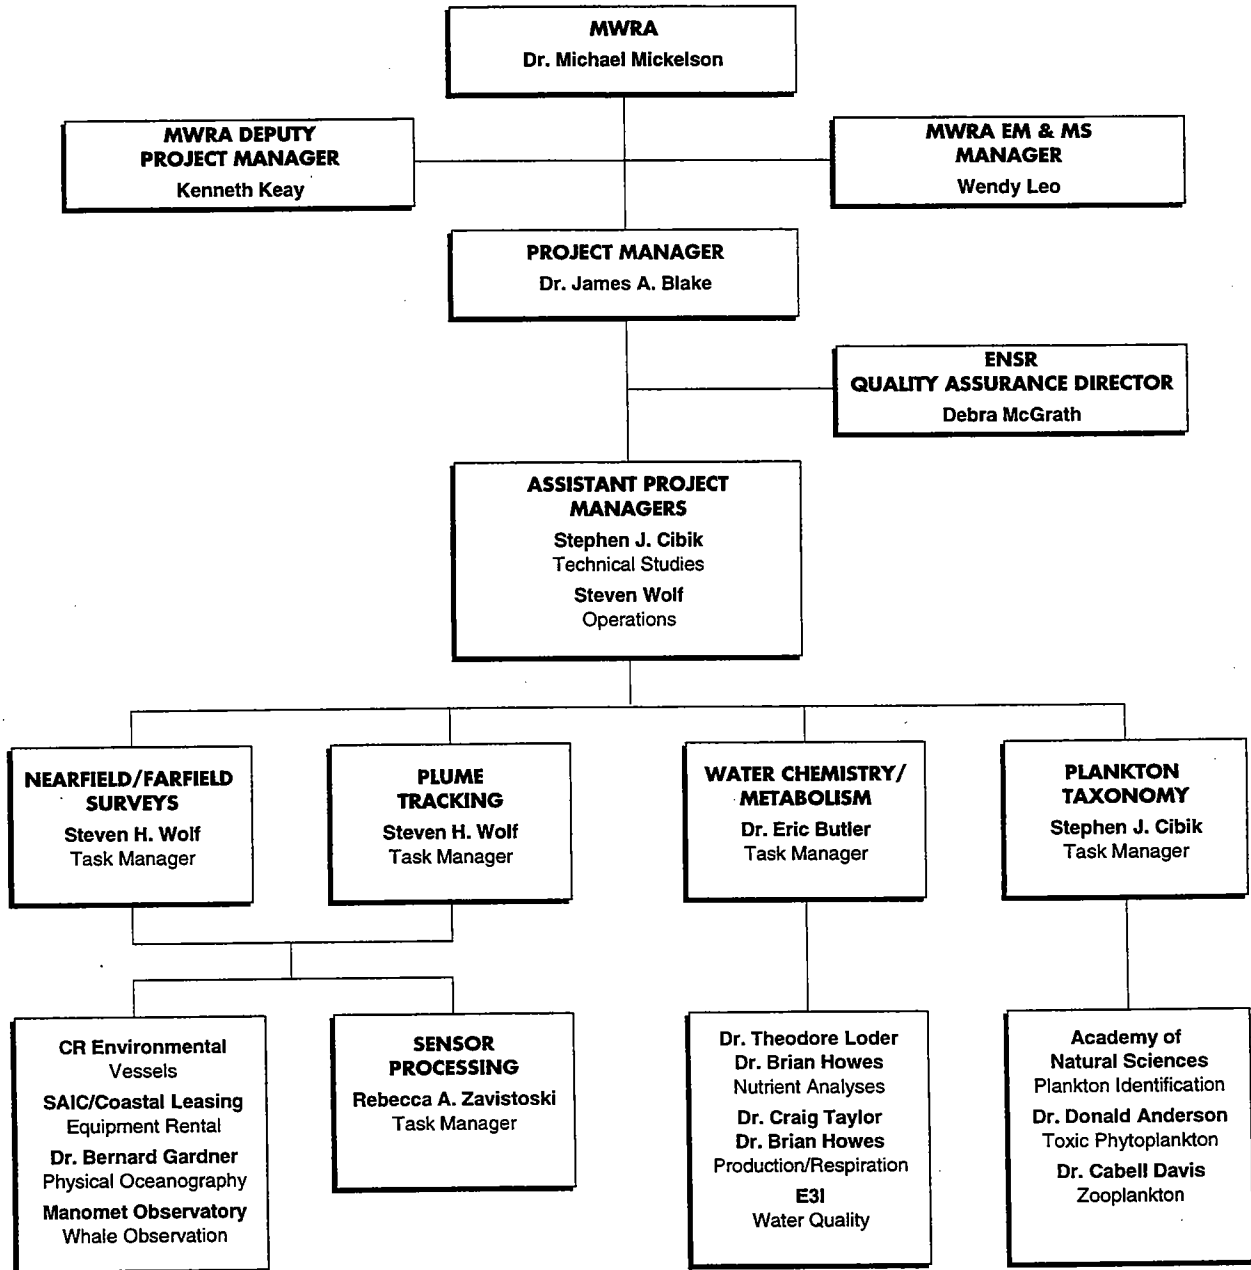 MWRA
Dr. Michael Mickelson
MWRA DEPUTY
PROJECT MANAGER
Kenneth Keay
MWRA EM & MS
MANAGER
Wendy Leo
PROJECT MANAGER
Dr. James A. Blake
ENSR
QUALITY ASSURANCE DIRECTOR
Debra McGrath
ASSISTANT PROJECT
MANAGERS
Stephen J. Cibik
Technical Studies
Steven Wolf
Operations
NEARFIELD/FARFIELD
SURVEYS
Steven H. Wolf
Task Manager
PLUME
TRACKING
Steven H. Wolf
Task Manager
WATER CHEMISTRY/
METABOLISM
Dr. Eric Butler
Task Manager
PLANKTON
TAXONOMY
Stephen J. Cibik
Task Manager
CR Environmental
Vessels
SAIC/Coastal Leasing
Equipment Rental
Dr. Bernard Gardner
Physical Oceanography
Manomet Observatory
Whale Observation
SENSOR
PROCESSING
Rebecca A. Zavistoski
Task Manager
Dr. Theodore Loder
Dr. Brian Howes
Nutrient Analyses
Dr. Craig Taylor
Dr. Brian Howes
Production/Respiration
E3I
Water Quality
Academy of
Natural Sciences
Plankton Identification
Dr. Donald Anderson
Toxic Phytoplankton
Dr. Cabell Davis
Zooplankton